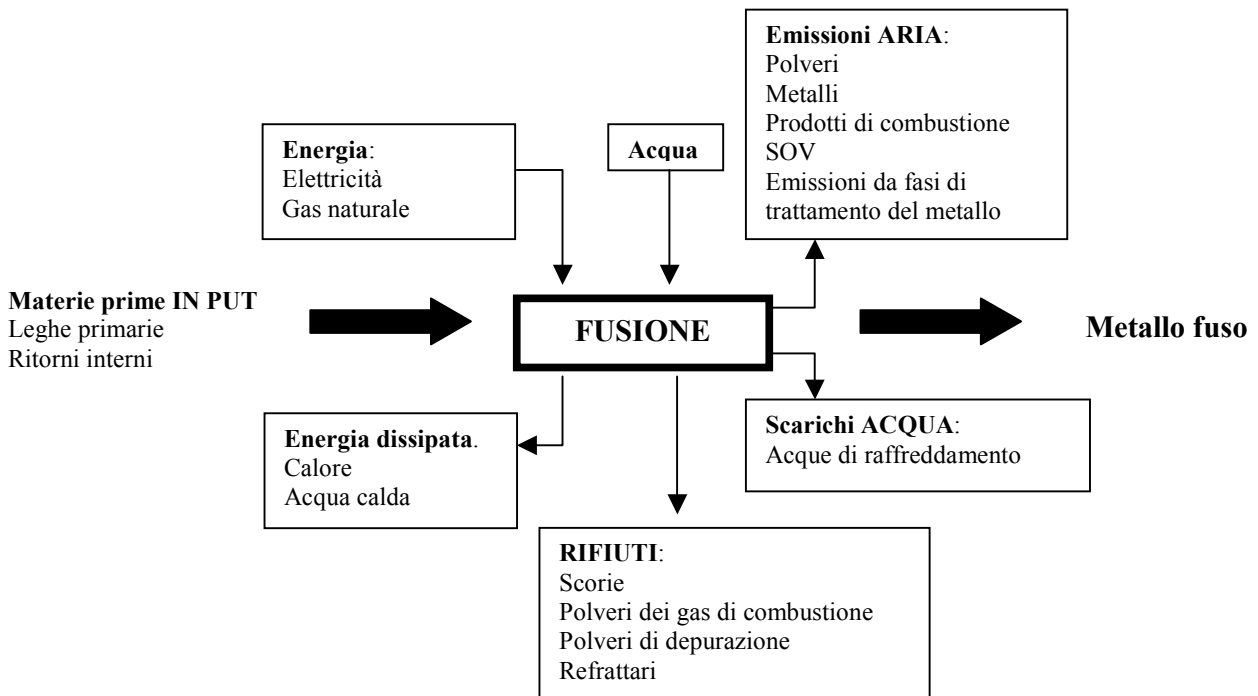 Emissioni ARIA:
Polveri
Metalli
Prodotti di combustione
SOV
Emissioni da fasi di
trattamento del metallo
Energia:
Elettricità
Gas naturale
Acqua
Materie prime IN PUT
Leghe primarie
Ritorni interni
FUSIONE
Metallo fuso
Energia dissipata.
Calore
Acqua calda
Scarichi ACQUA:
Acque di raffreddamento
RIFIUTI:
Scorie
Polveri dei gas di combustione
Polveri di depurazione
Refrattari